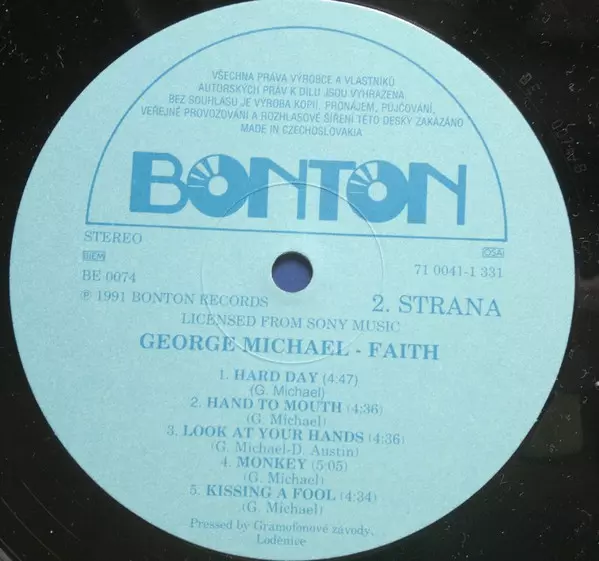 VŠECHNA PRÁVA VÝROBCE A VLASTNÍKŮ
AUTORSKÝCH PRÁV K DÍLU JSOU VYHRAZENA.
BEZ SOUHLASU JE VÝROBA KOPIÍ, PRONÁJEM, PŮJČOVÁNÍ,
VEŘEJNÉ PROVOZOVÁNÍ A ROZHLASOVÉ ŠÍŘENÍ TÉTO DESKY ZAKÁZÁNO
MADE IN CZECHOSLOVAKIA
BONTON
STEREO
BIEM
OSA
BE 0074
71 0041-1 331
℗ 1991 BONTON RECORDS
2. STRANA
LICENSED FROM SONY MUSIC
GEORGE MICHAEL - FAITH
1. HARD DAY (4:47)
(G. Michael)
2. HAND TO MOUTH (4:36)
(G. Michael)
3. LOOK AT YOUR HANDS (4:36)
(G. Michael-D. Austin)
4. MONKEY (5:05)
(G. Michael)
5. KISSING A FOOL (4:34)
(G. Michael)
Pressed by Gramofonové závody,
Loděnice